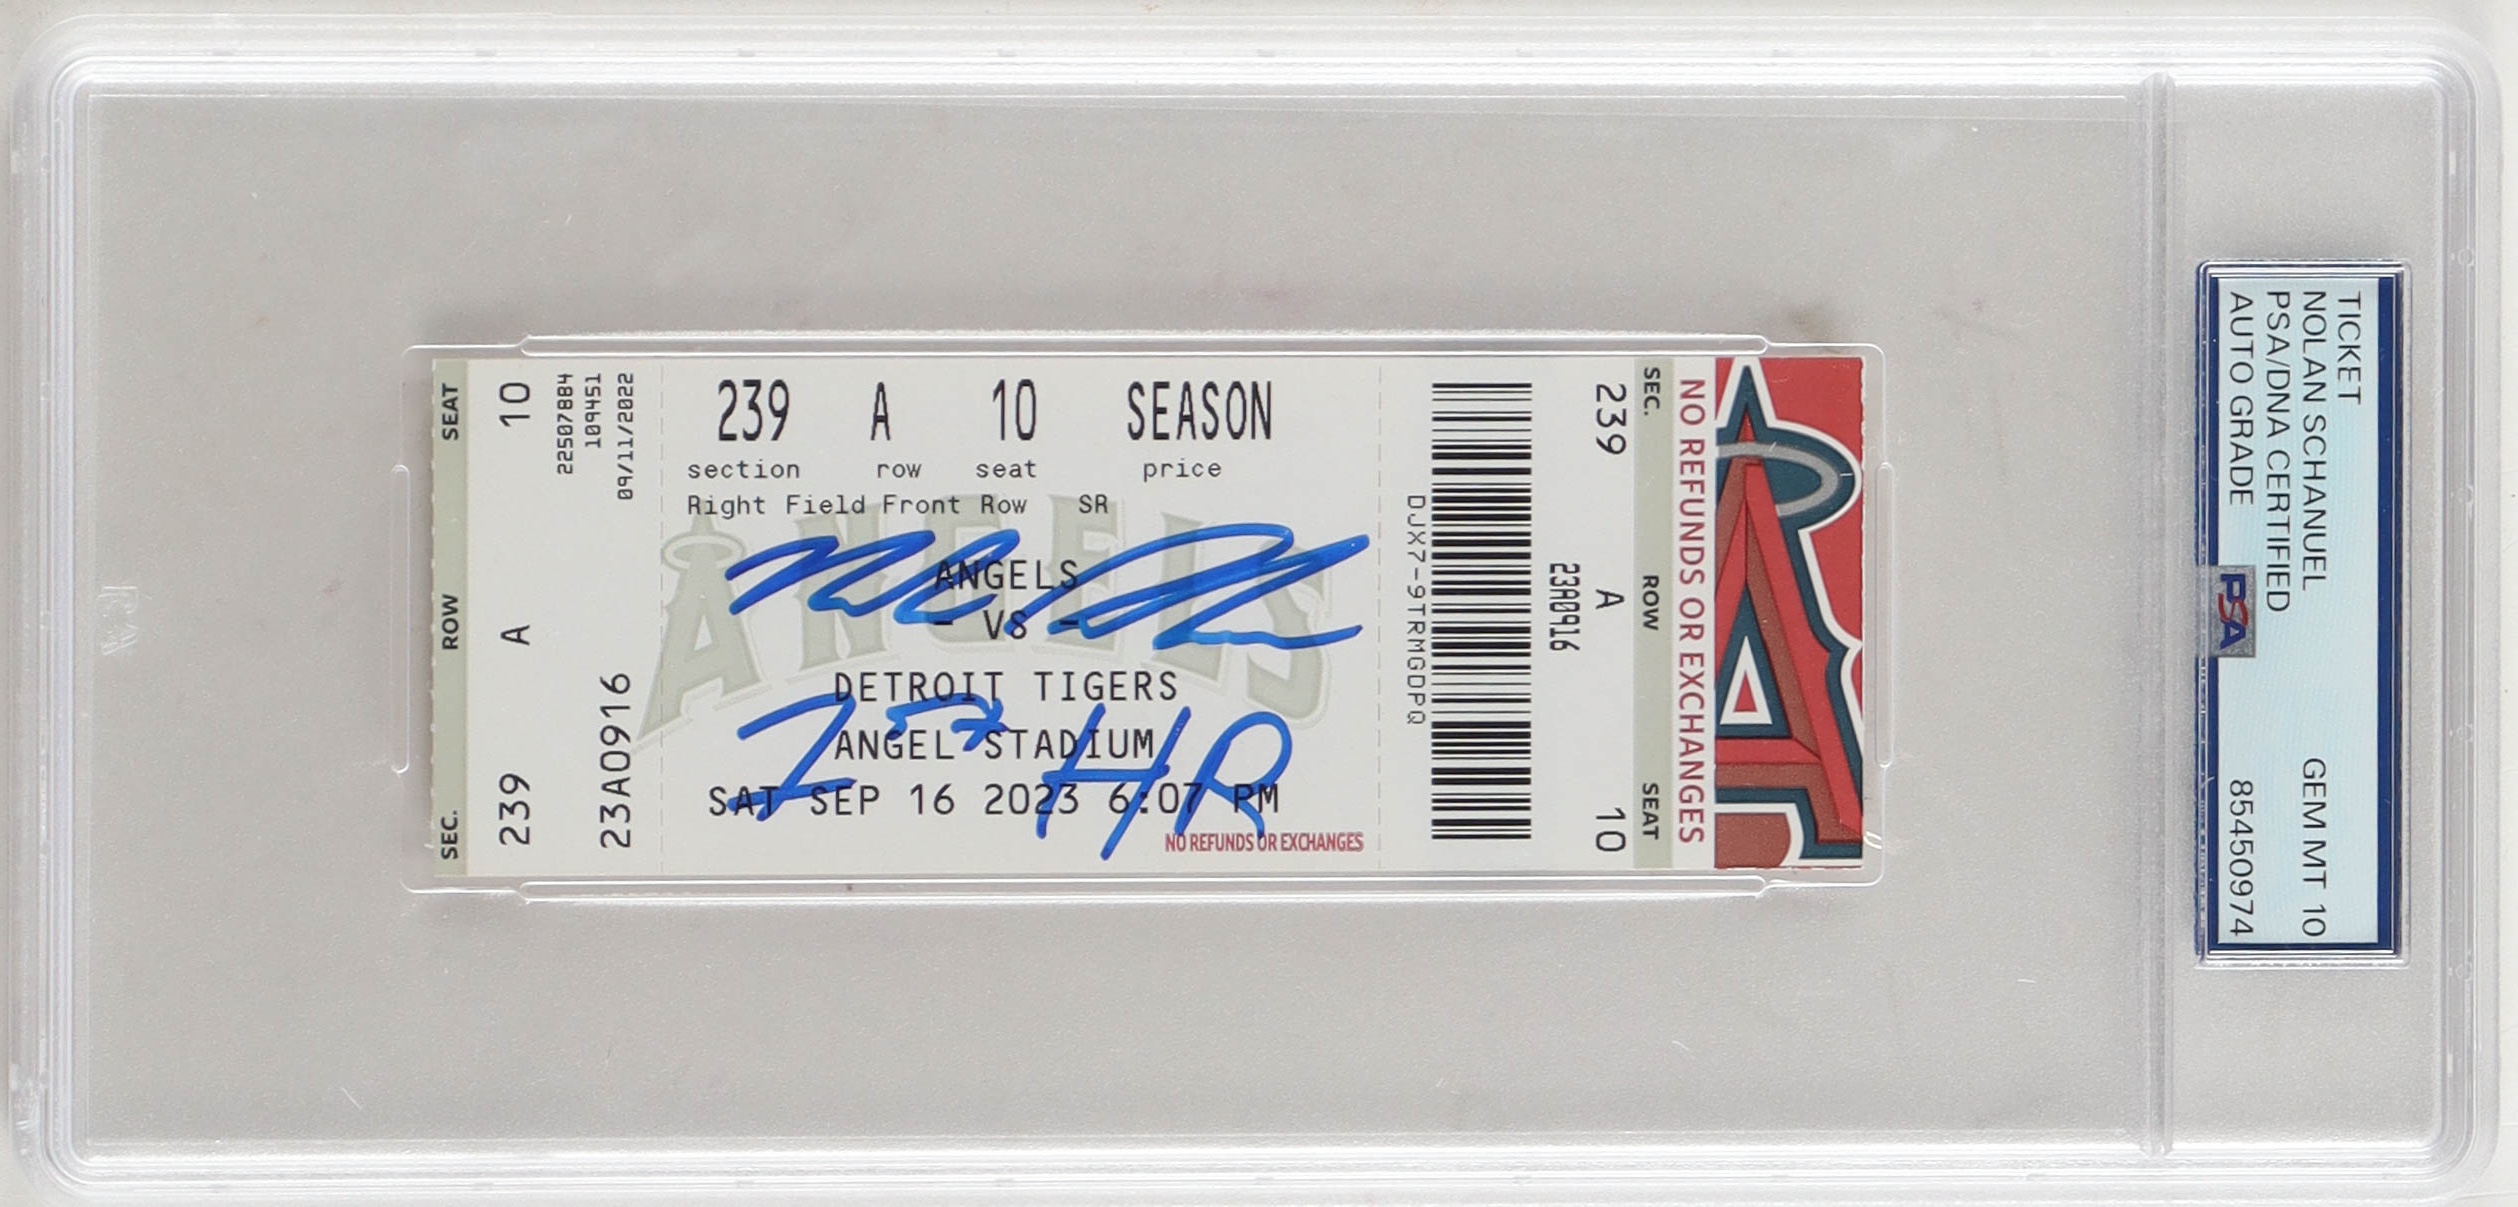 SEAT
ROW
SEC.
10
A
239
22507884
109451
09/11/2022
23A0916
239 A 10 SEASON
section row seat price
Right Field Front Row SR
ANGELS
ANGELS
- VS -
DETROIT TIGERS
1st HR
ANGEL STADIUM
SAT SEP 16 2023 6:07 PM
NO REFUNDS OR EXCHANGES
DJX7-9TRMGDPQ
23A0916
239 A 10
SEC. ROW SEAT
NO REFUNDS OR EXCHANGES
A
TICKET
NOLAN SCHANUEL GEM MT 10
PSA/DNA CERTIFIED
AUTO GRADE 85450974
PSA